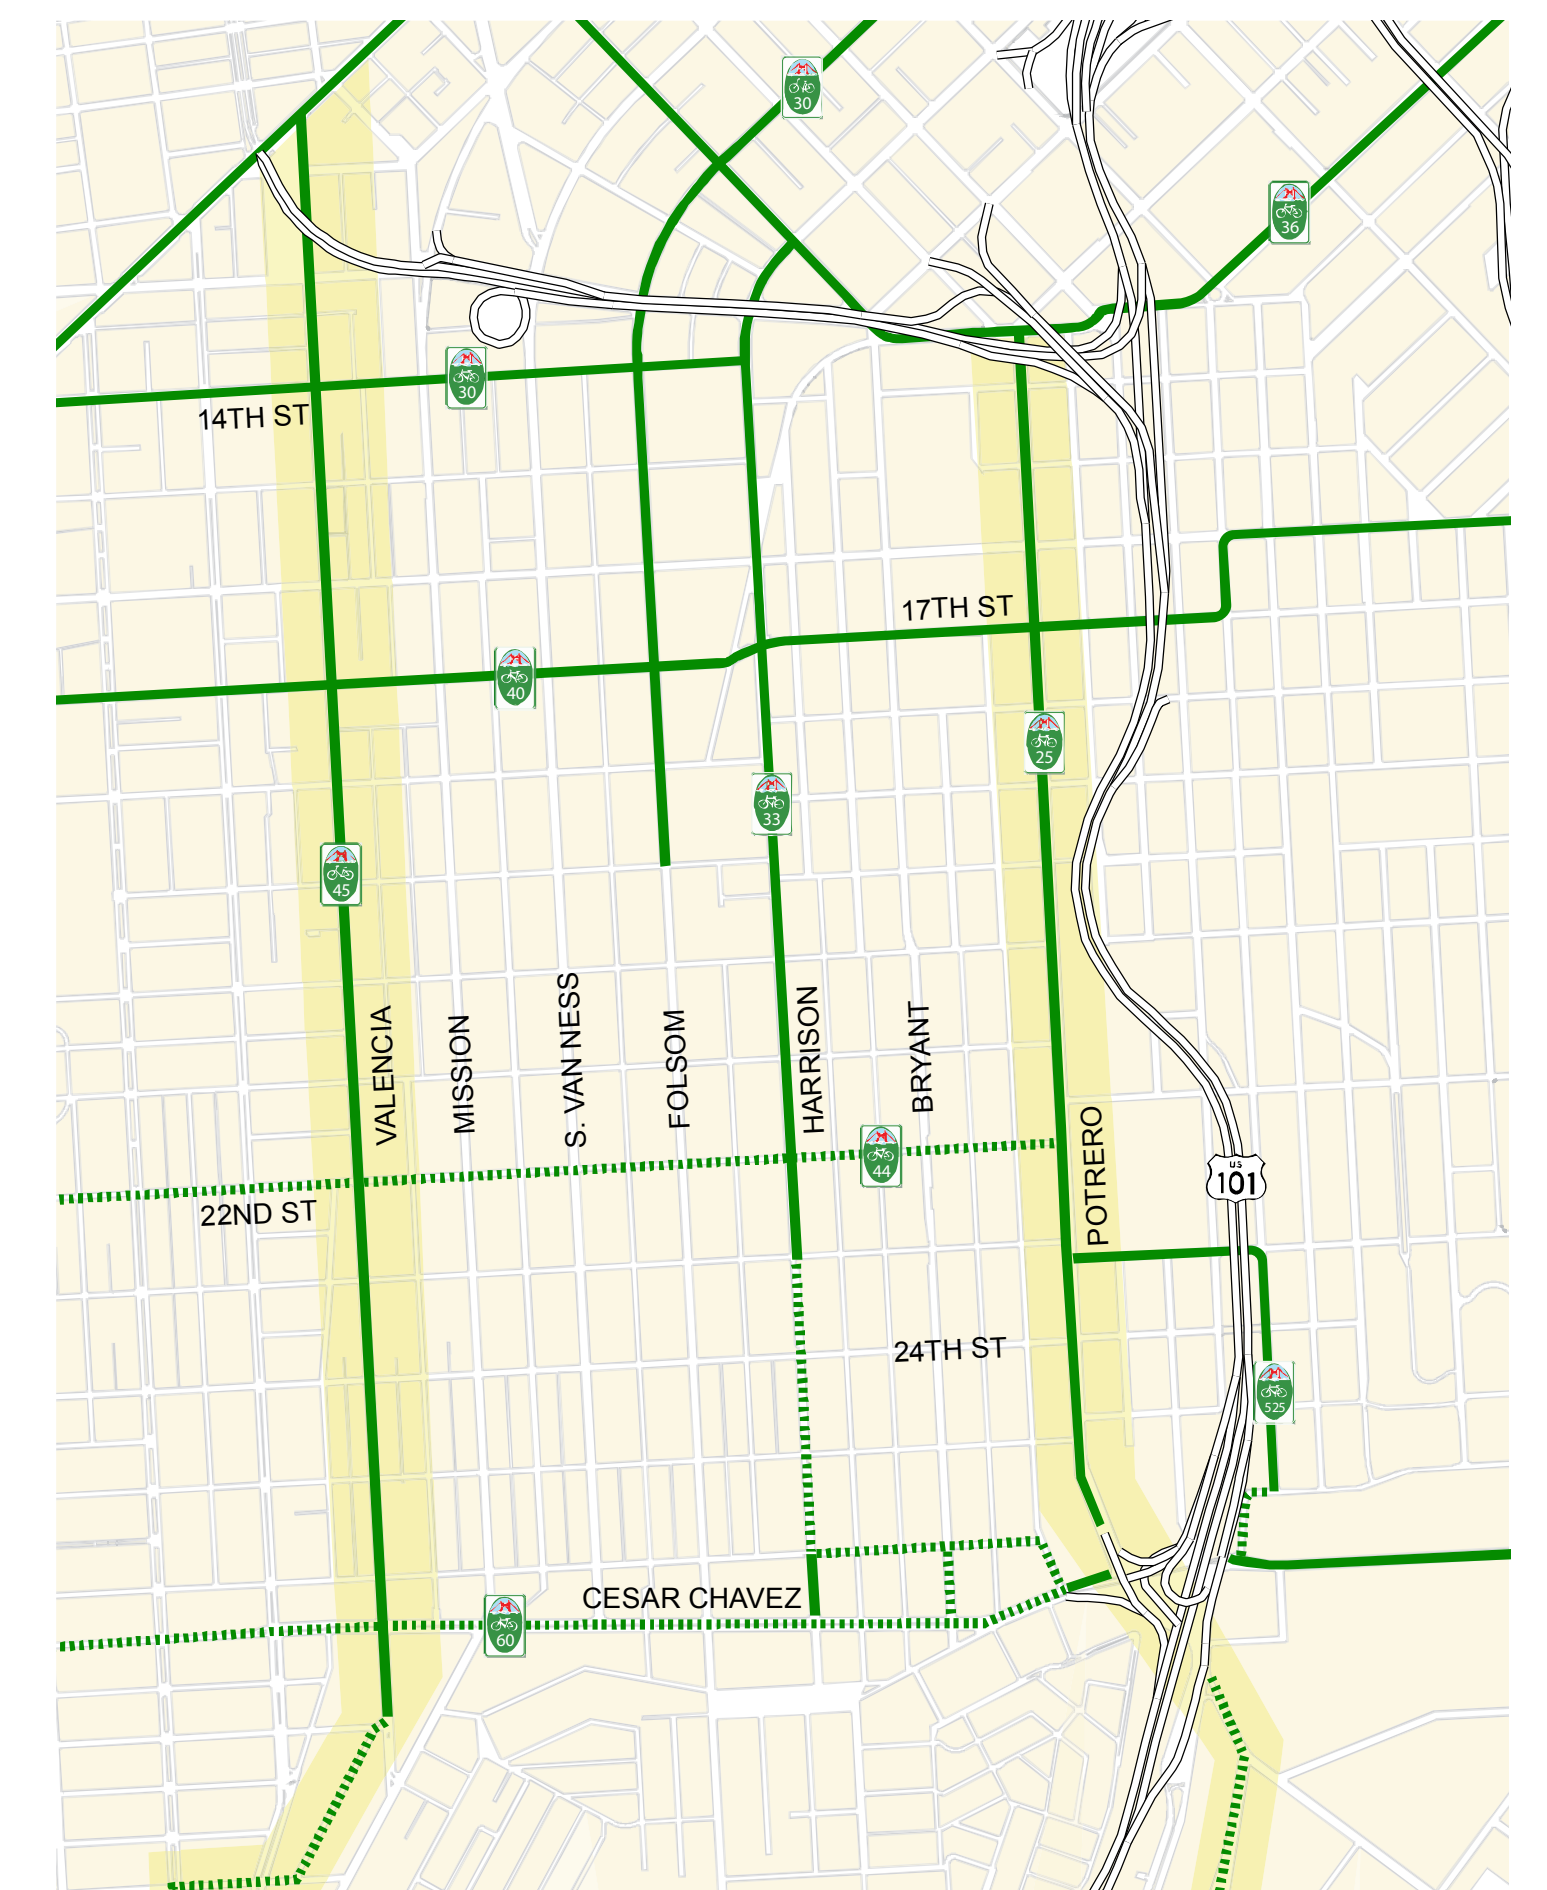 30
36
30
14TH ST
17TH ST
40
25
33
45
VALENCIA
MISSION
S. VAN NESS
FOLSOM
HARRISON
BRYANT
POTRERO
44
US
101
22ND ST
24TH ST
525
CESAR CHAVEZ
60